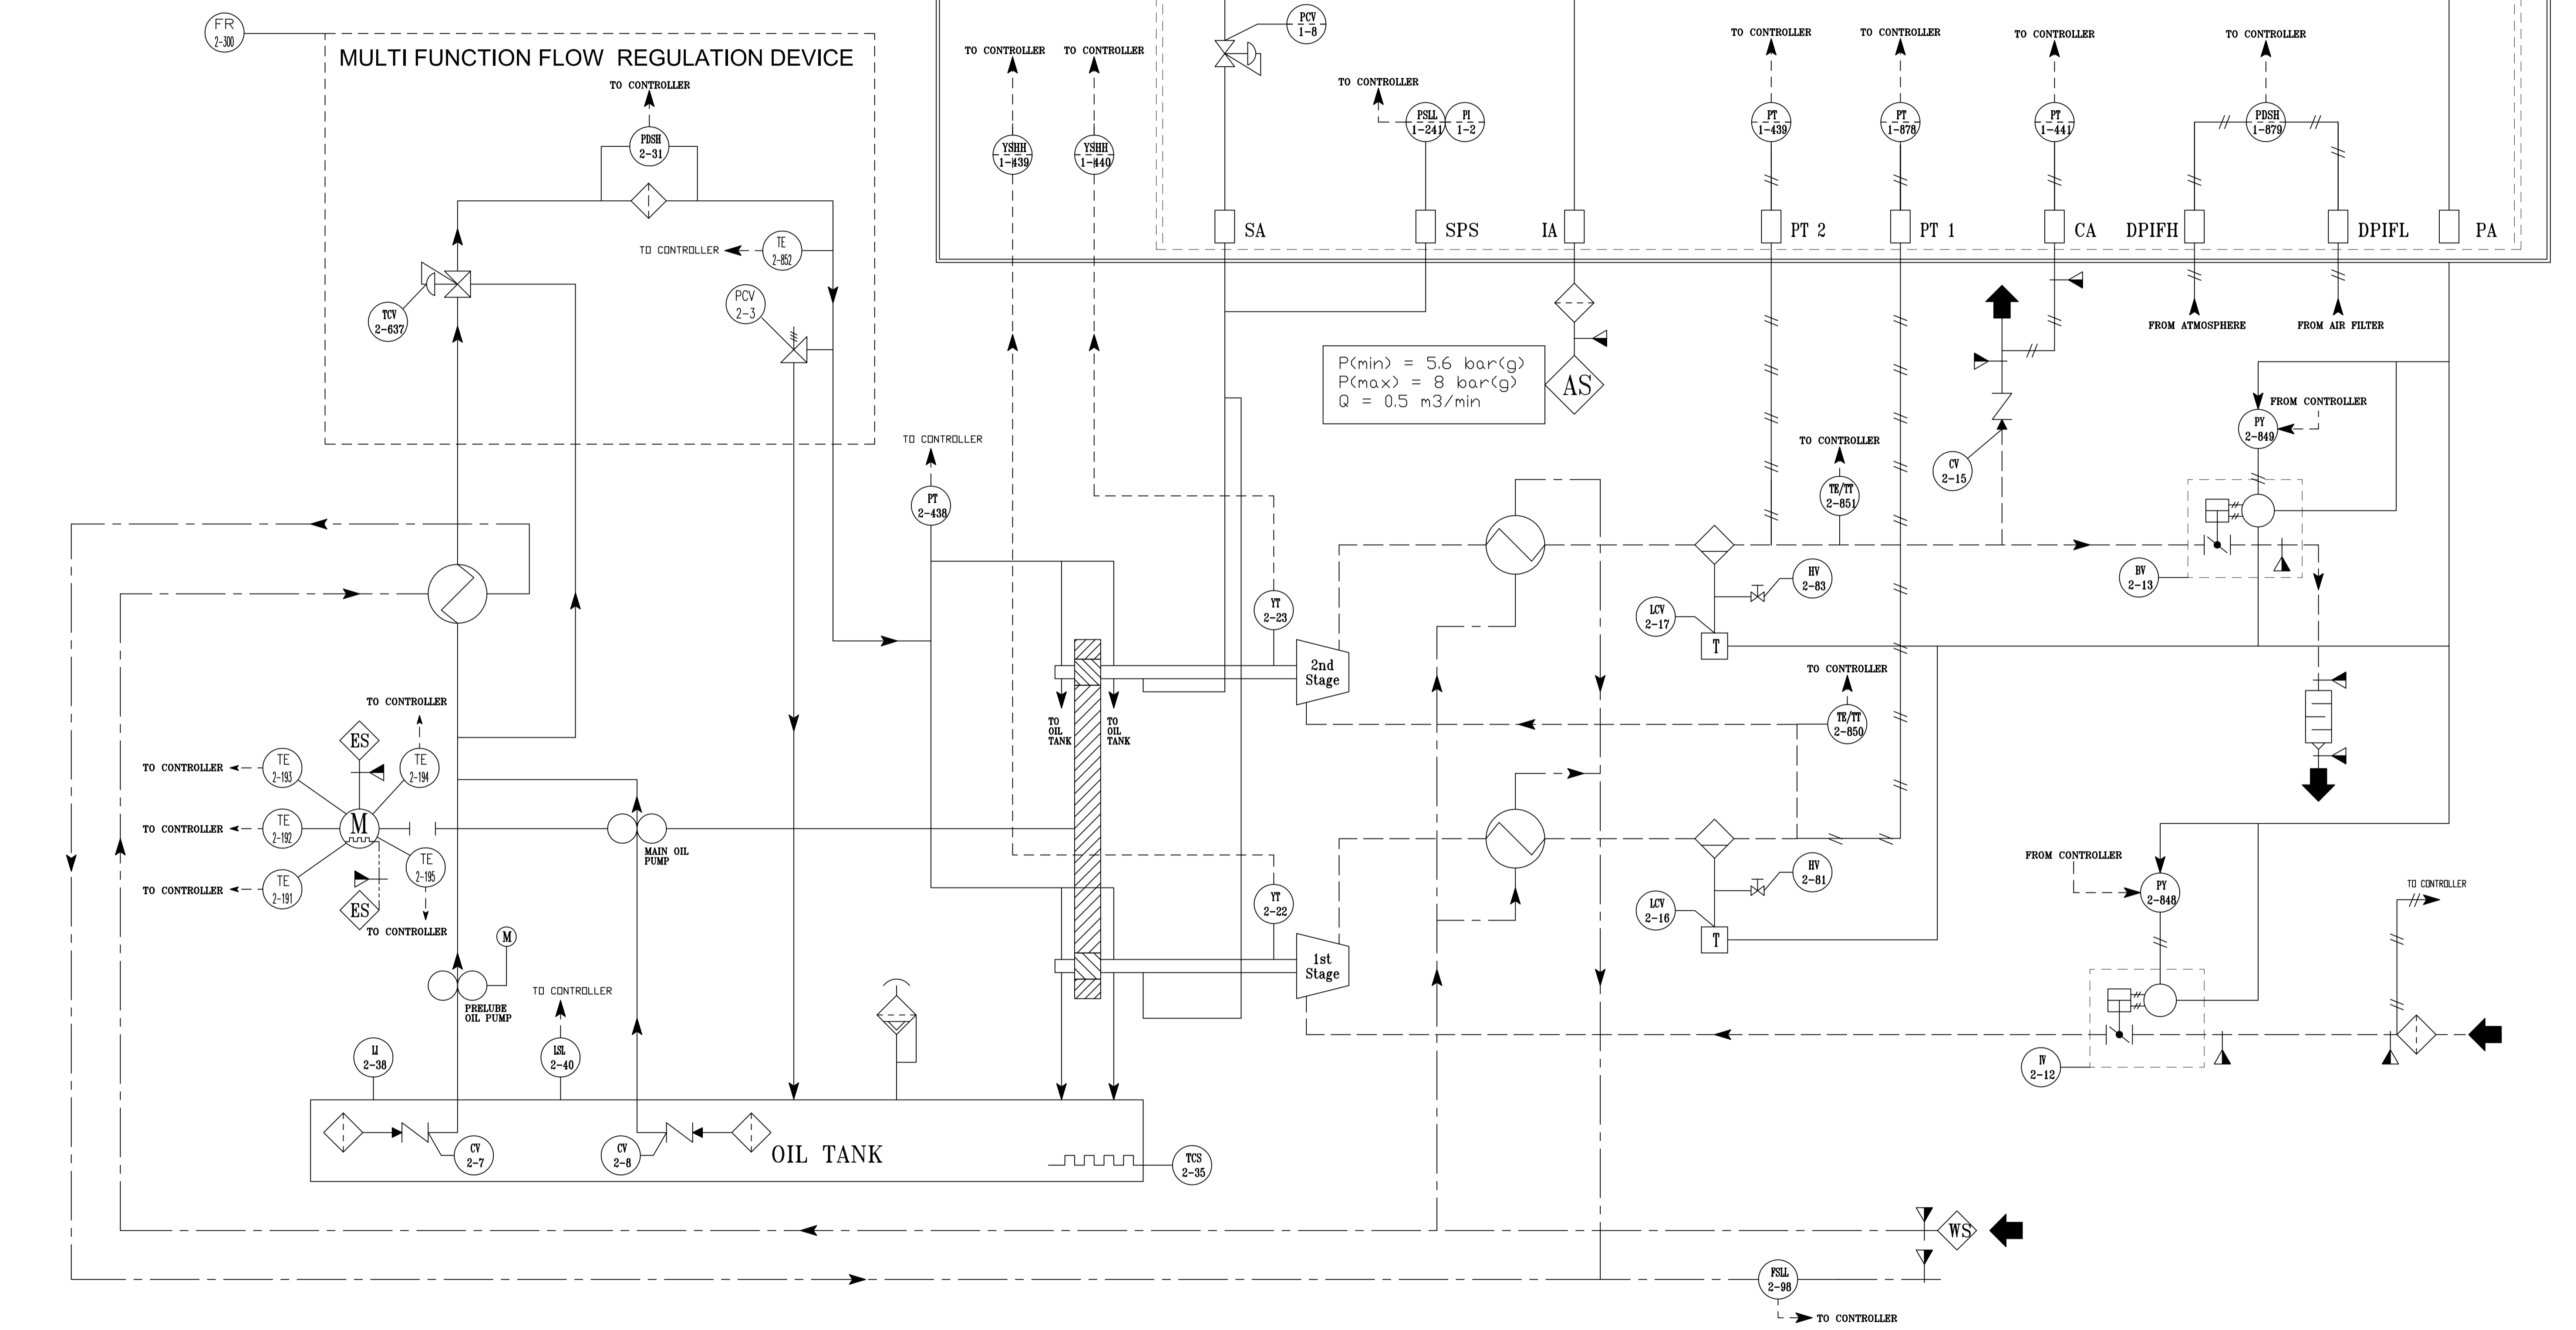 FR
2-300
MULTI FUNCTION FLOW REGULATION DEVICE
TO CONTROLLER
PDSH
2-31
TO CONTROLLER
TE
2-852
PCV
2-3
TCV
2-637
TO CONTROLLER
TO CONTROLLER
YSHH
1-439
YSHH
1-440
PCV
1-8
TO CONTROLLER
PSLL
1-241
PI
1-2
TO CONTROLLER
PT
1-439
TO CONTROLLER
PT
1-878
TO CONTROLLER
PT
1-441
TO CONTROLLER
PDSH
1-879
SA
SPS
IA
PT 2
PT 1
CA
DPIFH
DPIFL
PA
FROM ATMOSPHERE
FROM AIR FILTER
P(min) = 5.6 bar(g)
P(max) = 8 bar(g)
Q = 0.5 m3/min
AS
FROM CONTROLLER
PY
2-849
TO CONTROLLER
PT
2-438
TO CONTROLLER
TE/TT
2-851
CV
2-15
BV
2-13
HV
2-83
LCV
2-17
T
YT
2-23
2nd
Stage
TO CONTROLLER
TE/TT
2-850
TO
OIL
TANK
TO
OIL
TANK
TO CONTROLLER
ES
TO CONTROLLER
TE
2-193
TE
2-194
TO CONTROLLER
TE
2-192
M
TO CONTROLLER
TE
2-191
TE
2-195
ES
TO CONTROLLER
MAIN OIL
PUMP
M
PRELUBE
OIL PUMP
HV
2-81
LCV
2-16
T
YT
2-22
1st
Stage
FROM CONTROLLER
PY
2-848
TO CONTROLLER
IV
2-12
TO CONTROLLER
LI
2-38
LSL
2-40
CV
2-7
CV
2-8
OIL TANK
TCS
2-35
WS
FSLL
2-98
TO CONTROLLER